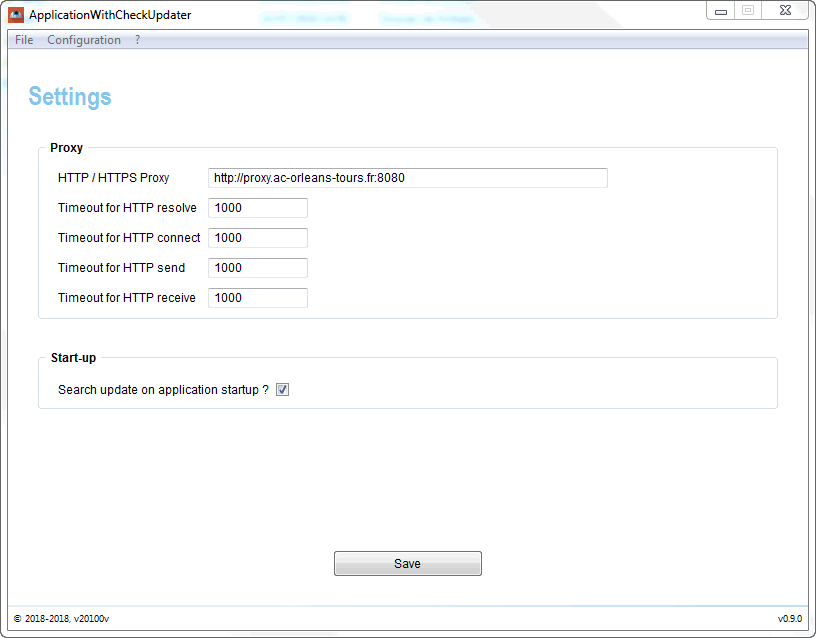 ApplicationWithCheckUpdater
File Configuration ?
Settings
Proxy
HTTP / HTTPS Proxy http://proxy.ac-orleans-tours.fr:8080
Timeout for HTTP resolve 1000
Timeout for HTTP connect 1000
Timeout for HTTP send 1000
Timeout for HTTP receive 1000
Start-up
Search update on application startup ?
Save
© 2018-2018, v20100v v0.9.0